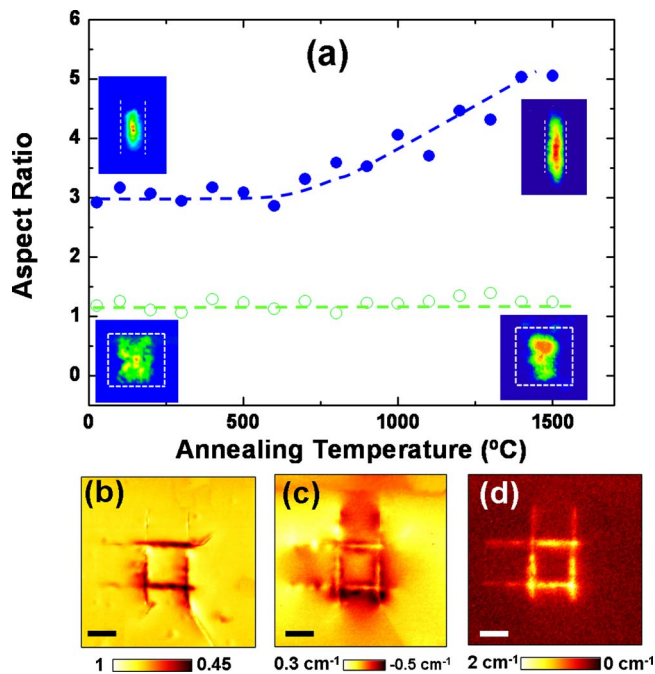 (a)
6
5
4
3
2
1
0
Aspect Ratio
0 500 1000 1500
Annealing Temperature (ºC)
(b) (c) (d)
1 0.45 0.3 cm⁻¹ -0.5 cm⁻¹ 2 cm⁻¹ 0 cm⁻¹